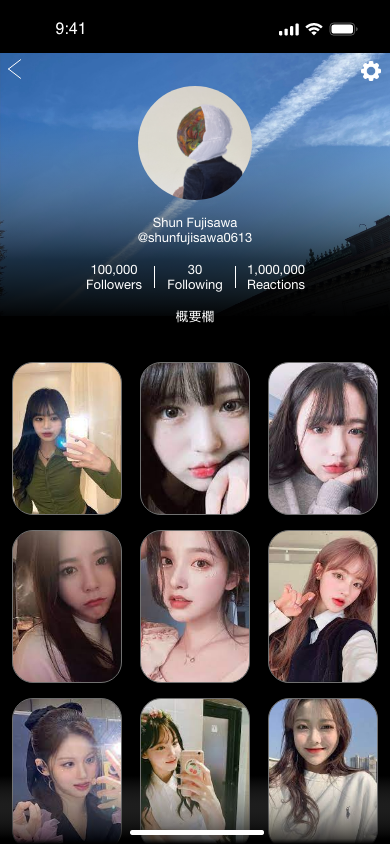 9:41
Shun Fujisawa
@shunfujisawa0613
100,000 30 1,000,000
Followers Following Reactions
概要欄